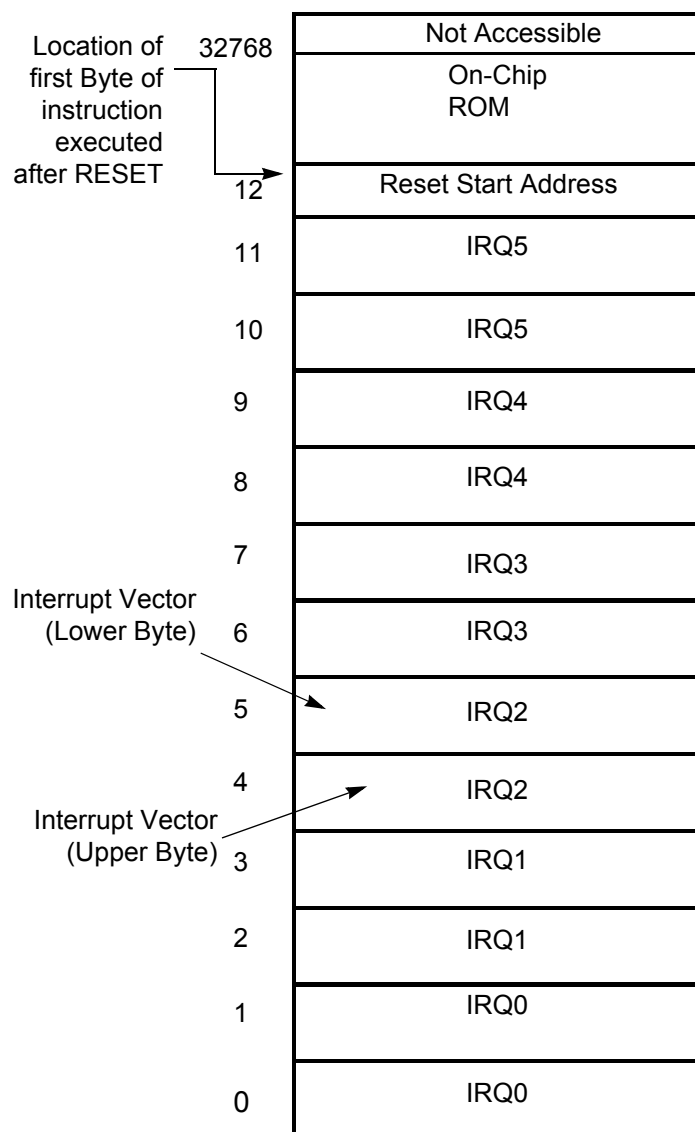 Location of
first Byte of
instruction
executed
after RESET
32768
Not Accessible
On-Chip
ROM
12
Reset Start Address
11
IRQ5
10
IRQ5
9
IRQ4
8
IRQ4
7
IRQ3
Interrupt Vector
(Lower Byte)
6
IRQ3
5
IRQ2
4
IRQ2
Interrupt Vector
(Upper Byte)
3
IRQ1
2
IRQ1
1
IRQ0
0
IRQ0